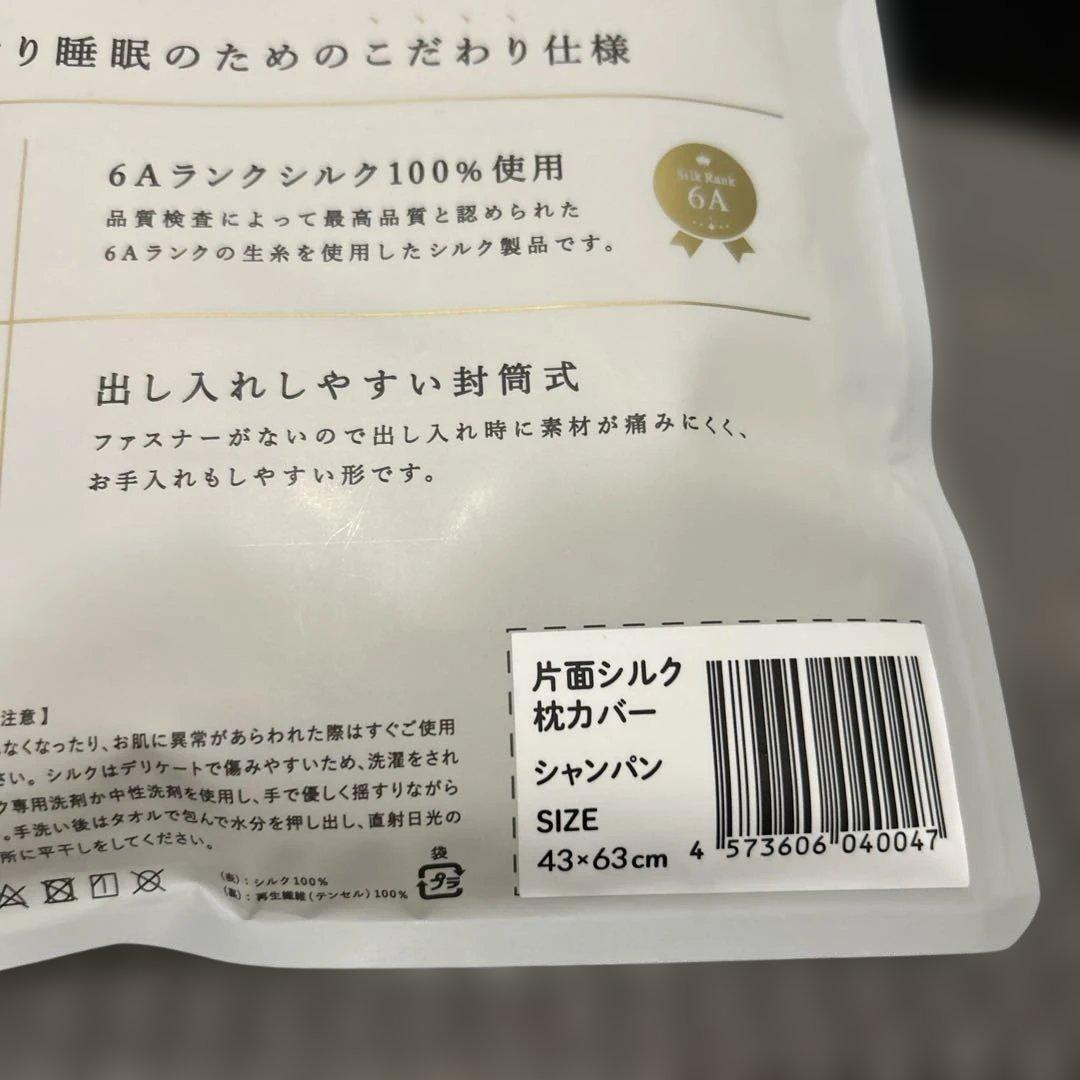 り睡眠のためのこだわり仕様
6Aランクシルク100%使用
品質検査によって最高品質と認められた
6Aランクの生糸を使用したシルク製品です。
Silk Rank
6A
出し入れしやすい封筒式
ファスナーがないので出し入れ時に素材が痛みにくく、
お手入れもしやすい形です。
注意】
なくなったり、お肌に異常があらわれた際はすぐご使用
さい。シルクはデリケートで傷みやすいため、洗濯をされ
ク専用洗剤か中性洗剤を使用し、手で優しく揺すりながら
。手洗い後はタオルで包んで水分を押し出し、直射日光の
所に平干しをしてください。
(表):シルク100%
(裏):再生繊維(テンセル)100%
袋
プラ
片面シルク
枕カバー
シャンパン
SIZE
43×63cm
4 573606 040047